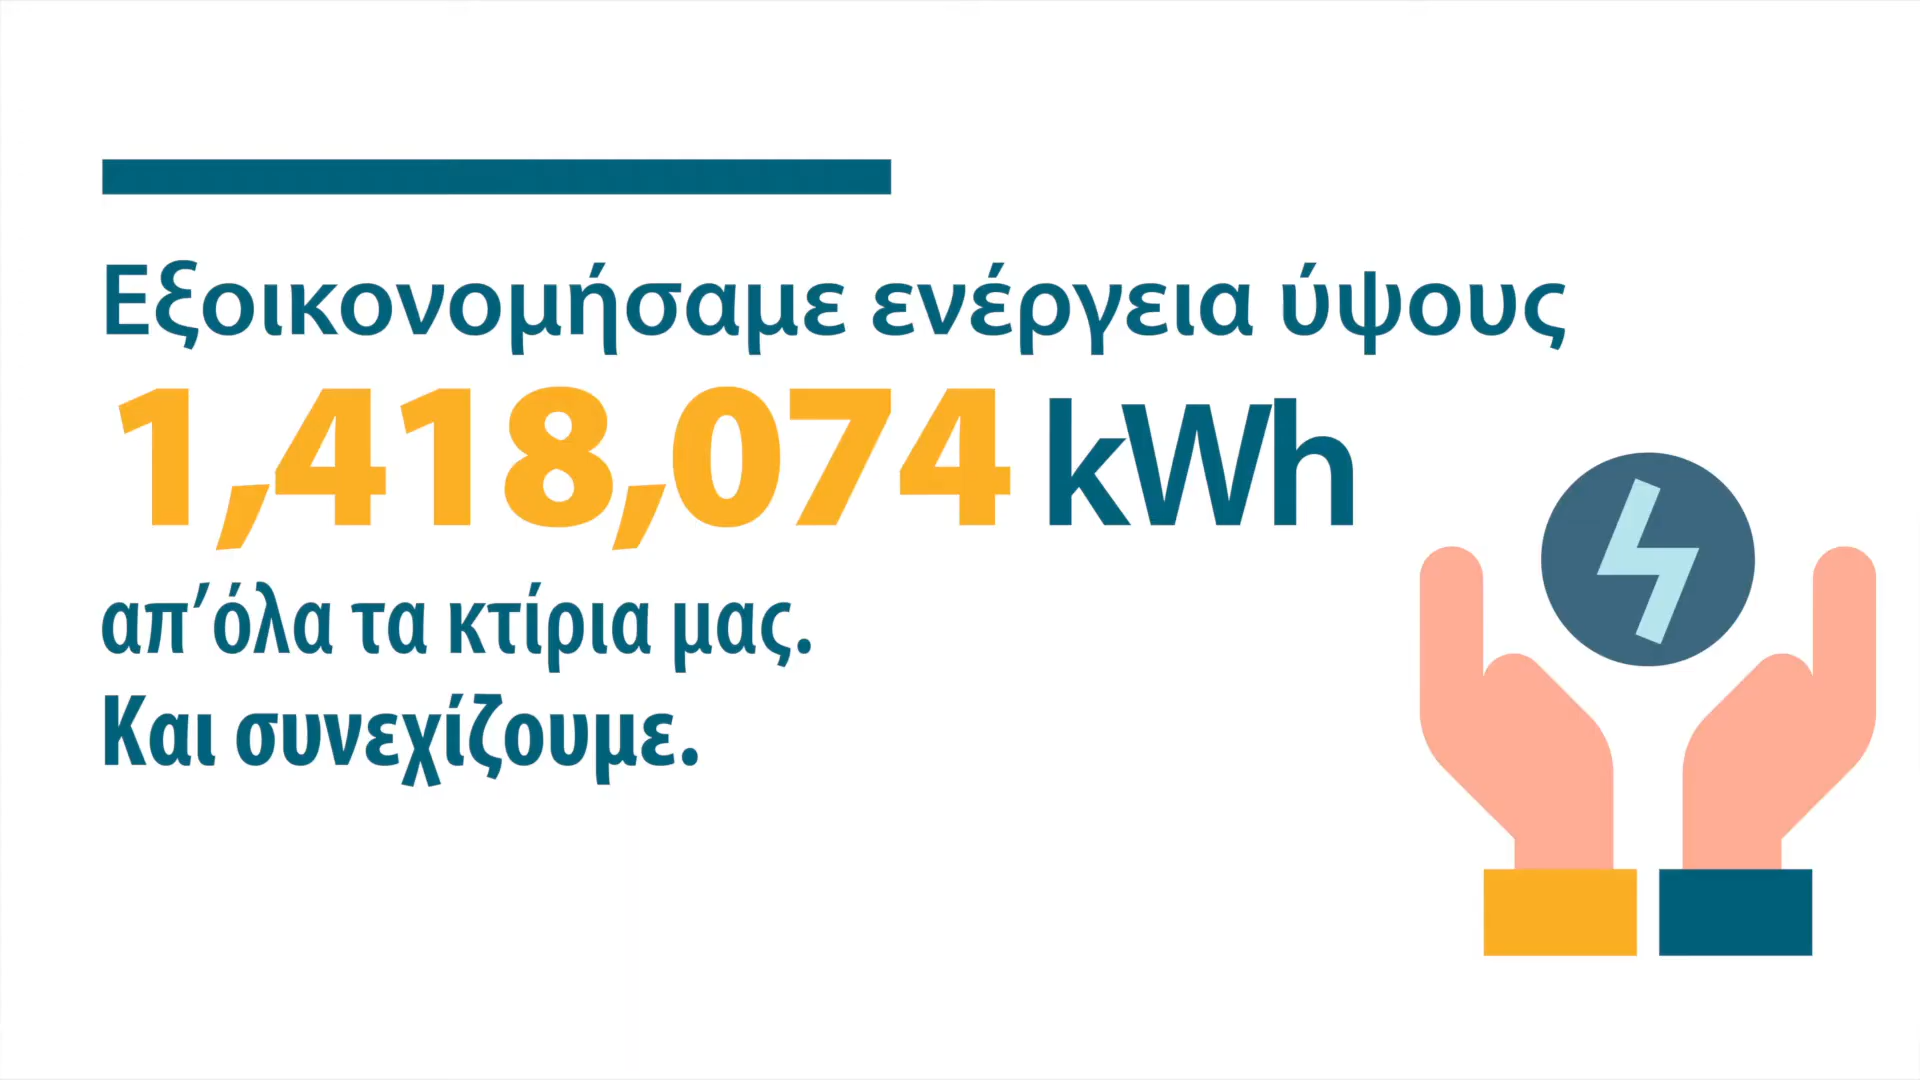 Εξοικονομήσαμε ενέργεια ύψους
1,418,074 kWh
απ’όλα τα κτίρια μας.
Και συνεχίζουμε.